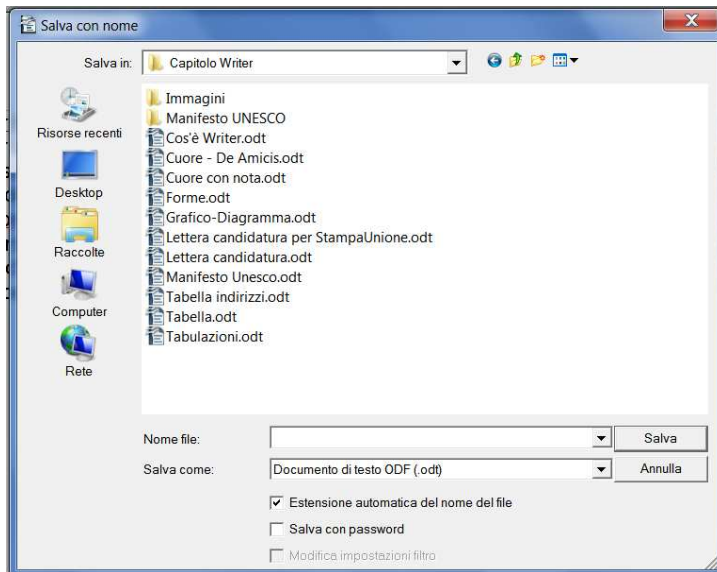 Salva con nome
Salva in:
Capitolo Writer
Risorse recenti
Desktop
Raccolte
Computer
Rete
Immagini
Manifesto UNESCO
Cos'è Writer.odt
Cuore - De Amicis.odt
Cuore con nota.odt
Forme.odt
Grafico-Diagramma.odt
Lettera candidatura per StampaUnione.odt
Lettera candidatura.odt
Manifesto Unesco.odt
Tabella indirizzi.odt
Tabella.odt
Tabulazioni.odt
Nome file:
Salva
Salva come:
Documento di testo ODF (.odt)
Annulla
Estensione automatica del nome del file
Salva con password
Modifica impostazioni filtro